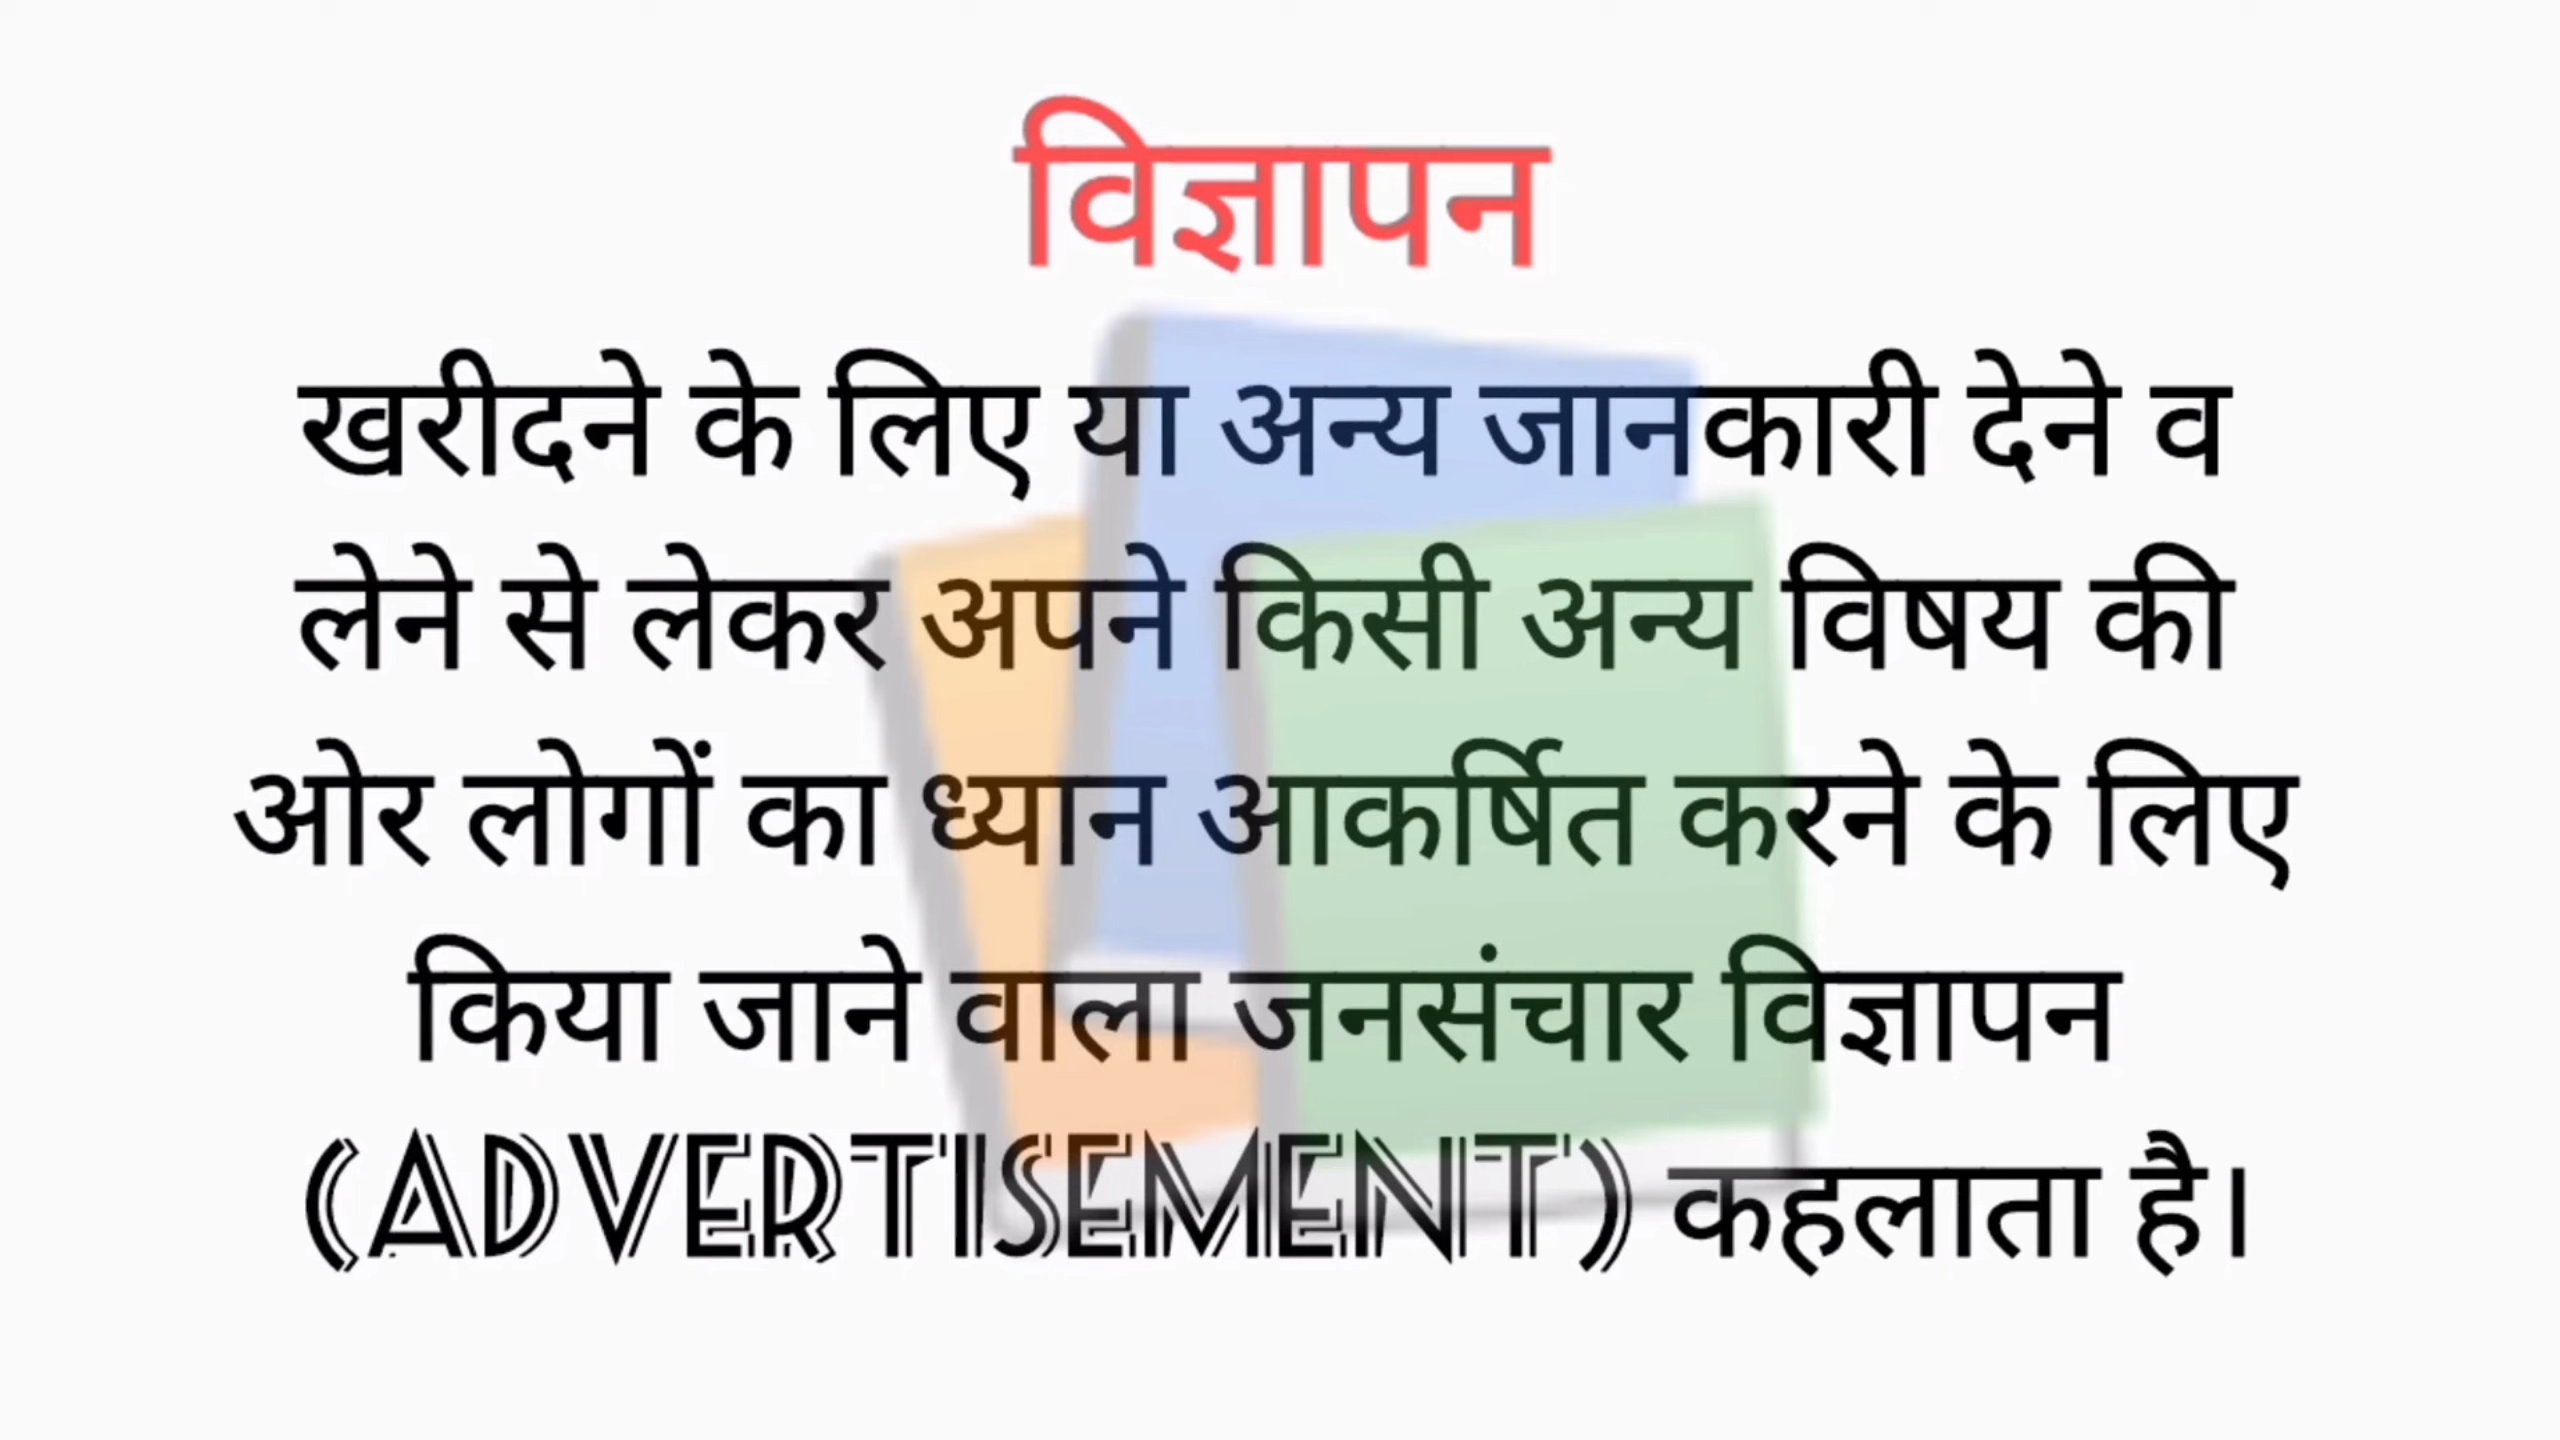 विज्ञापन
खरीदने के लिए या अन्य जानकारी देने व
लेने से लेकर अपने किसी अन्य विषय की
ओर लोगों का ध्यान आकर्षित करने के लिए
किया जाने वाला जनसंचार विज्ञापन
(ADVERTISEMENT) कहलाता है।